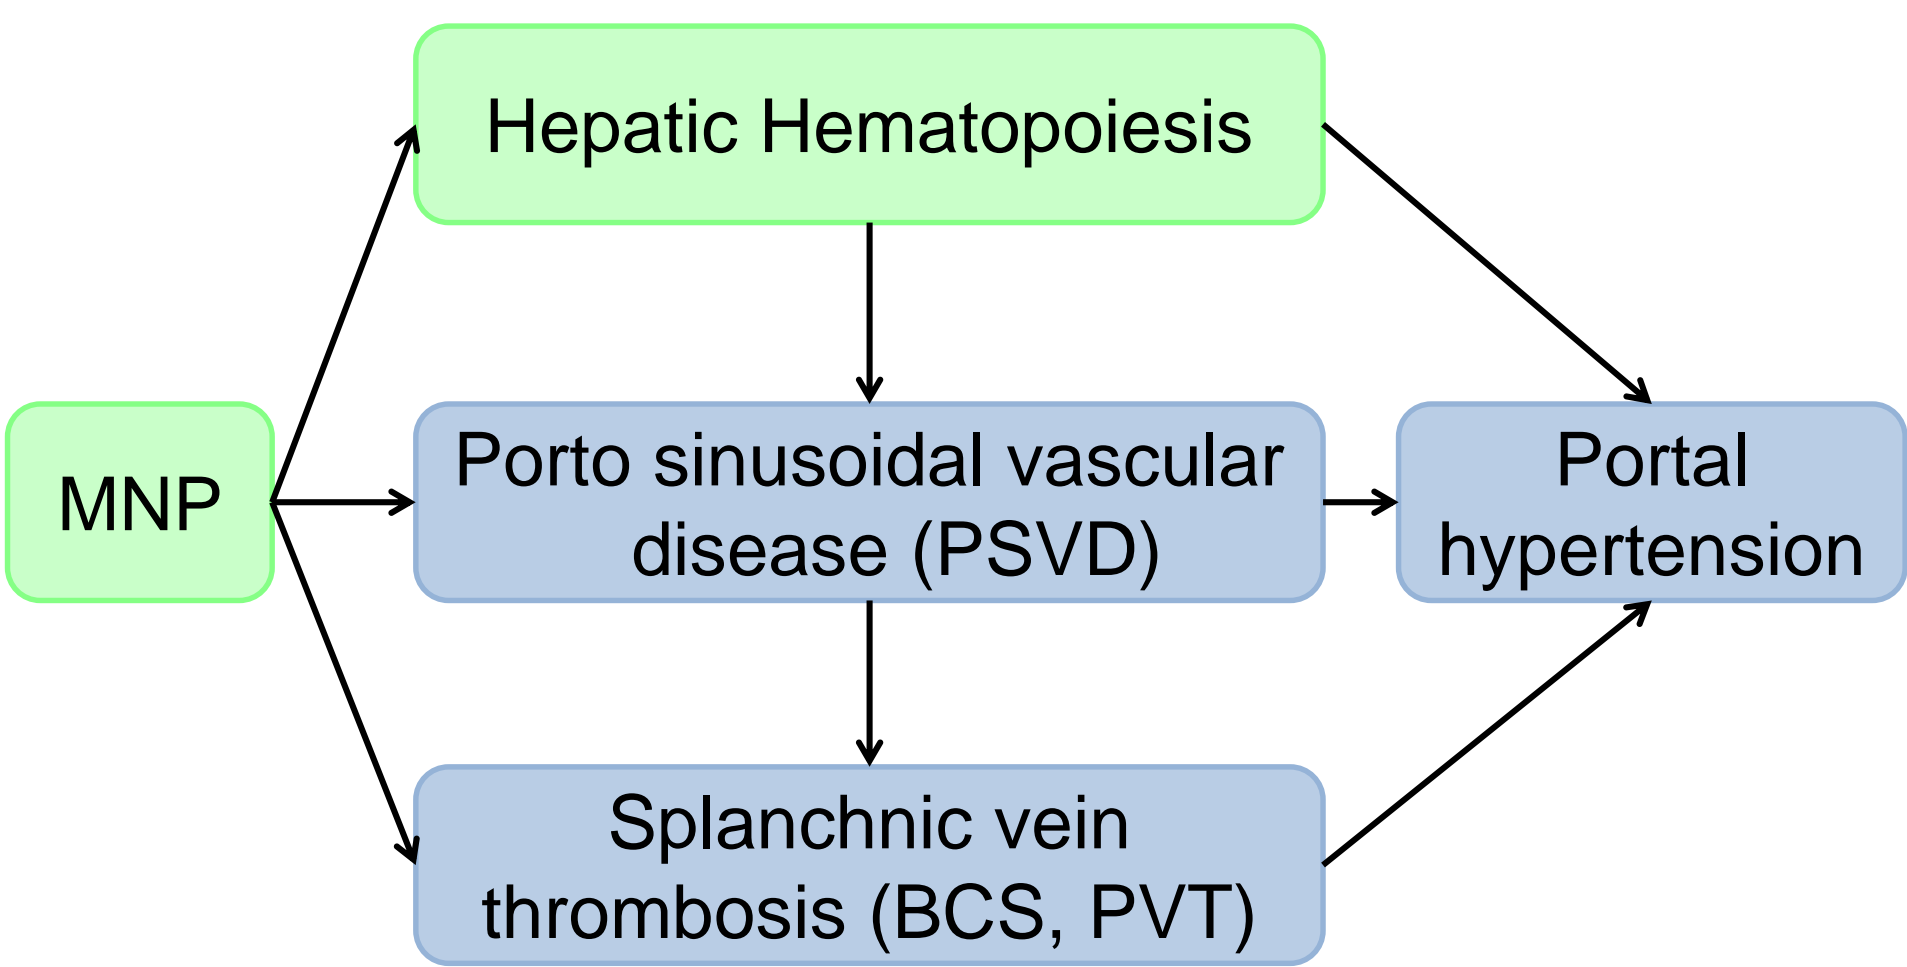 Hepatic Hematopoiesis
MNP
Porto sinusoidal vascular
disease (PSVD)
Portal
hypertension
Splanchnic vein
thrombosis (BCS, PVT)